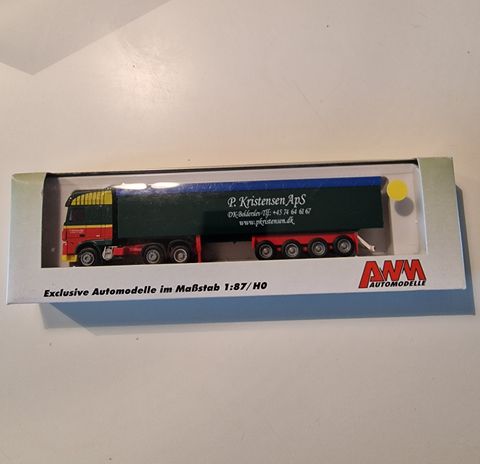 P. Kristensen ApS
DK-Bolderslev-Tlf: +45 74 64 61 67
www.pkristensen.dk
AWM
AUTOMODELLE
Exclusive Automodelle im Maßstab 1:87/H0